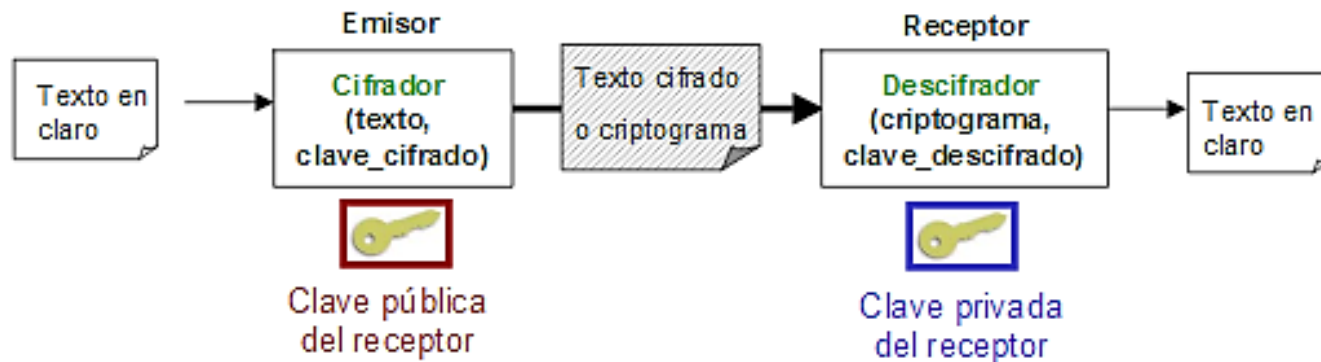 Emisor
Receptor
Texto en
claro
Cifrador
(texto,
clave_cifrado)
Texto cifrado
o criptograma
Descifrador
(criptograma,
clave_descifrado)
Texto en
claro
Clave pública
del receptor
Clave privada
del receptor